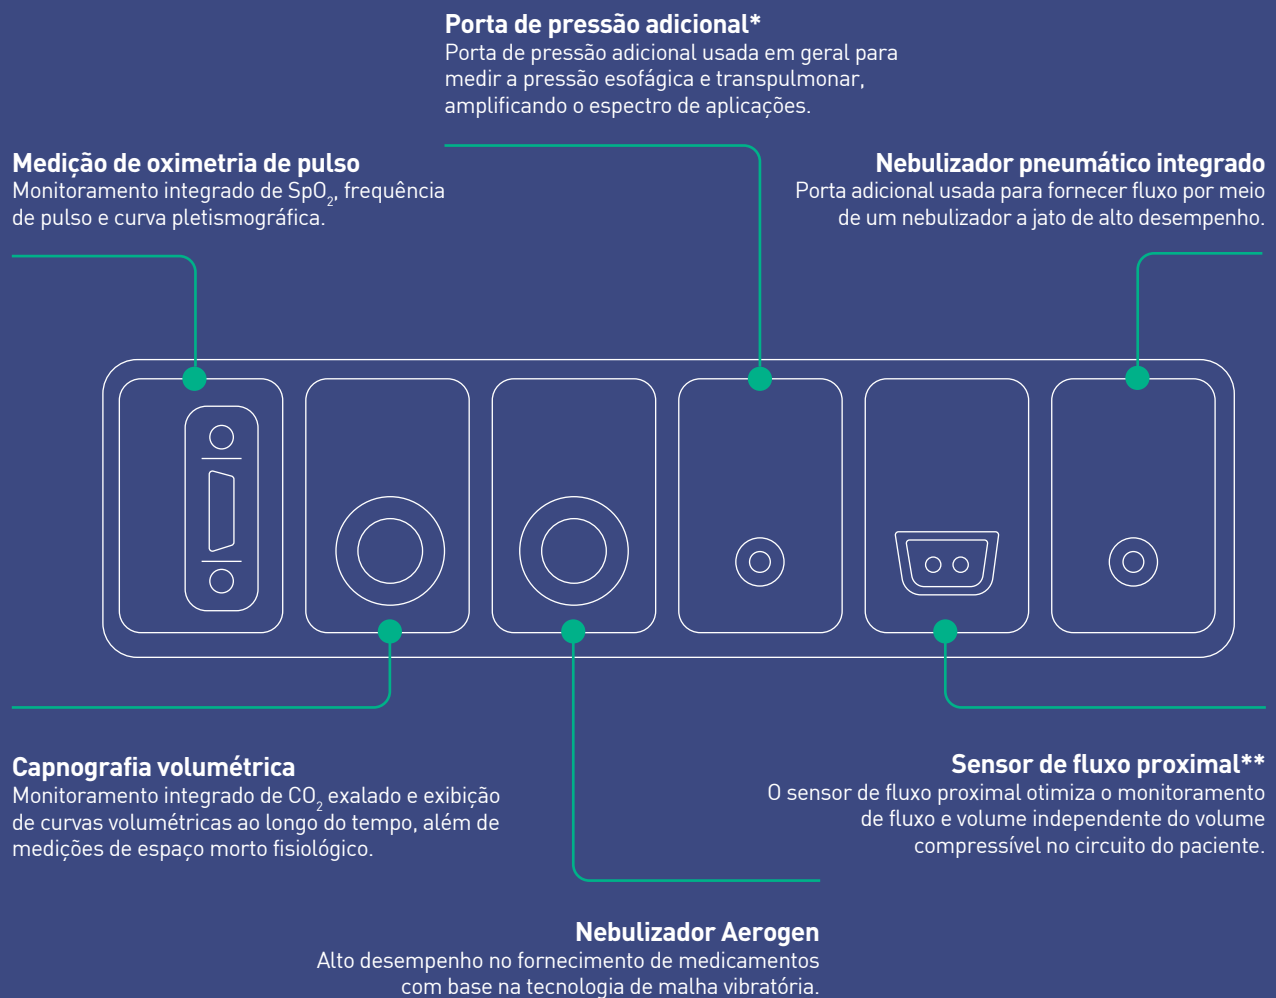 Porta de pressão adicional*
Porta de pressão adicional usada em geral para
medir a pressão esofágica e transpulmonar,
amplificando o espectro de aplicações.
Medição de oximetria de pulso
Monitoramento integrado de SpO₂, frequência
de pulso e curva pletismográfica.
Nebulizador pneumático integrado
Porta adicional usada para fornecer fluxo por meio
de um nebulizador a jato de alto desempenho.
Capnografia volumétrica
Monitoramento integrado de CO₂ exalado e exibição
de curvas volumétricas ao longo do tempo, além de
medições de espaço morto fisiológico.
Sensor de fluxo proximal**
O sensor de fluxo proximal otimiza o monitoramento
de fluxo e volume independente do volume
compressível no circuito do paciente.
Nebulizador Aerogen
Alto desempenho no fornecimento de medicamentos
com base na tecnologia de malha vibratória.